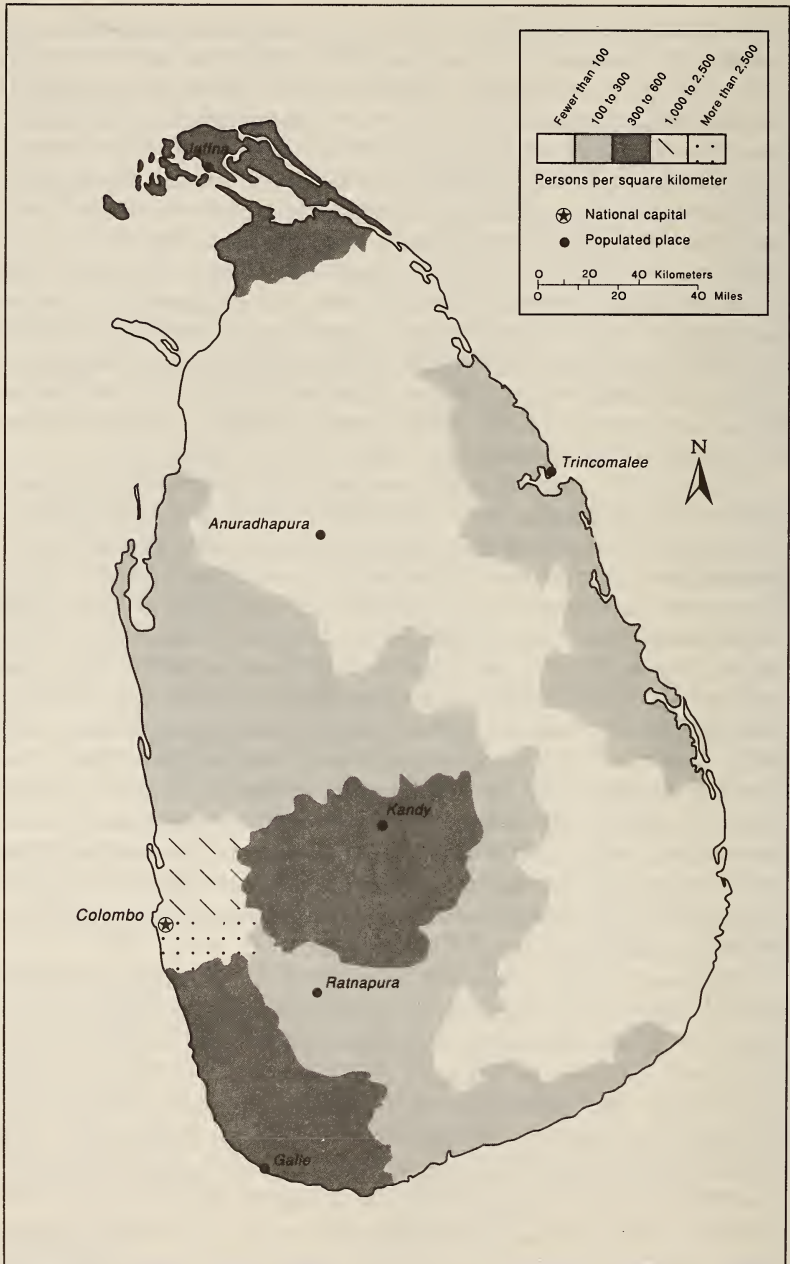 Fewer than 100
100 to 300
300 to 600
1.000 to 2.500
More than 2.500
Persons per square kilometer
National capital
Populated place
0 20 40 Kilometers
0 20 40 Miles
Jaffna
N
Trincomalee
Anuradhapura
Kandy
Colombo
Ratnapura
Galle